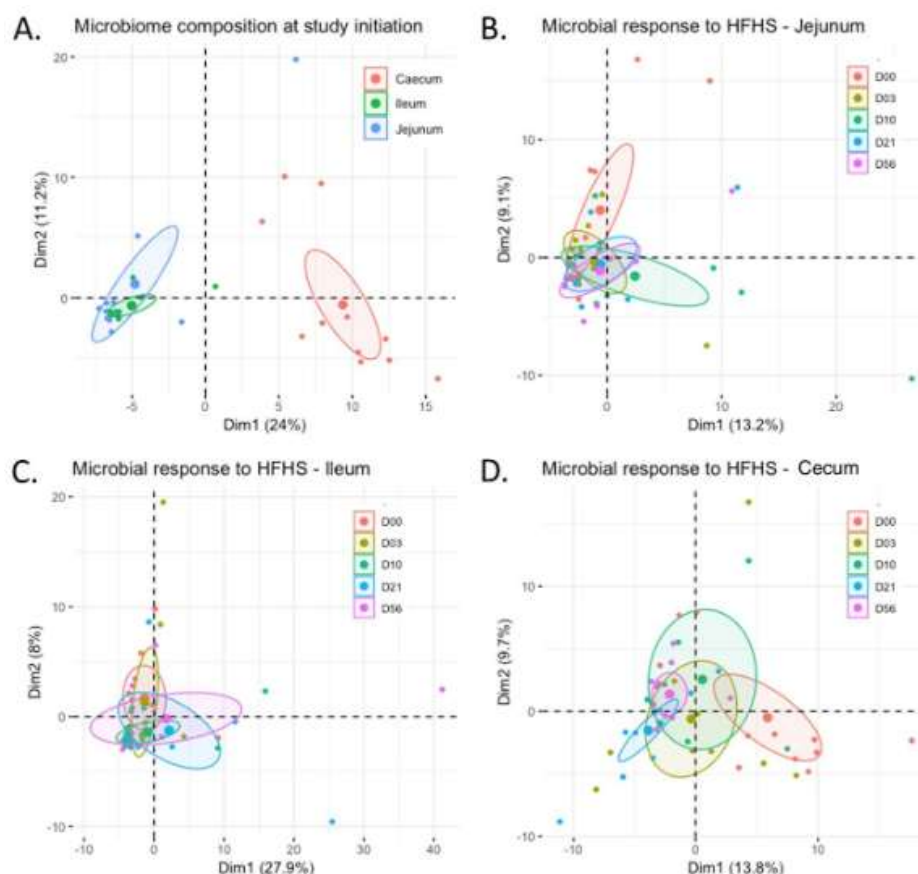 A. Microbiome composition at study initiation
20
10
0
-5
0
5
10
15
Dim2 (11.2%)
Dim1 (24%)
Caecum
Ileum
Jejunum
B. Microbial response to HFHS - Jejunum
10
0
-10
0
10
20
Dim2 (9.1%)
Dim1 (13.2%)
D00
D03
D10
D21
D56
C. Microbial response to HFHS - Ileum
20
10
0
-10
0
10
20
30
40
Dim2 (8%)
Dim1 (27.9%)
D00
D03
D10
D21
D56
D. Microbial response to HFHS - Cecum
10
0
-10
-10
0
10
Dim2 (9.7%)
Dim1 (13.8%)
D00
D03
D10
D21
D56